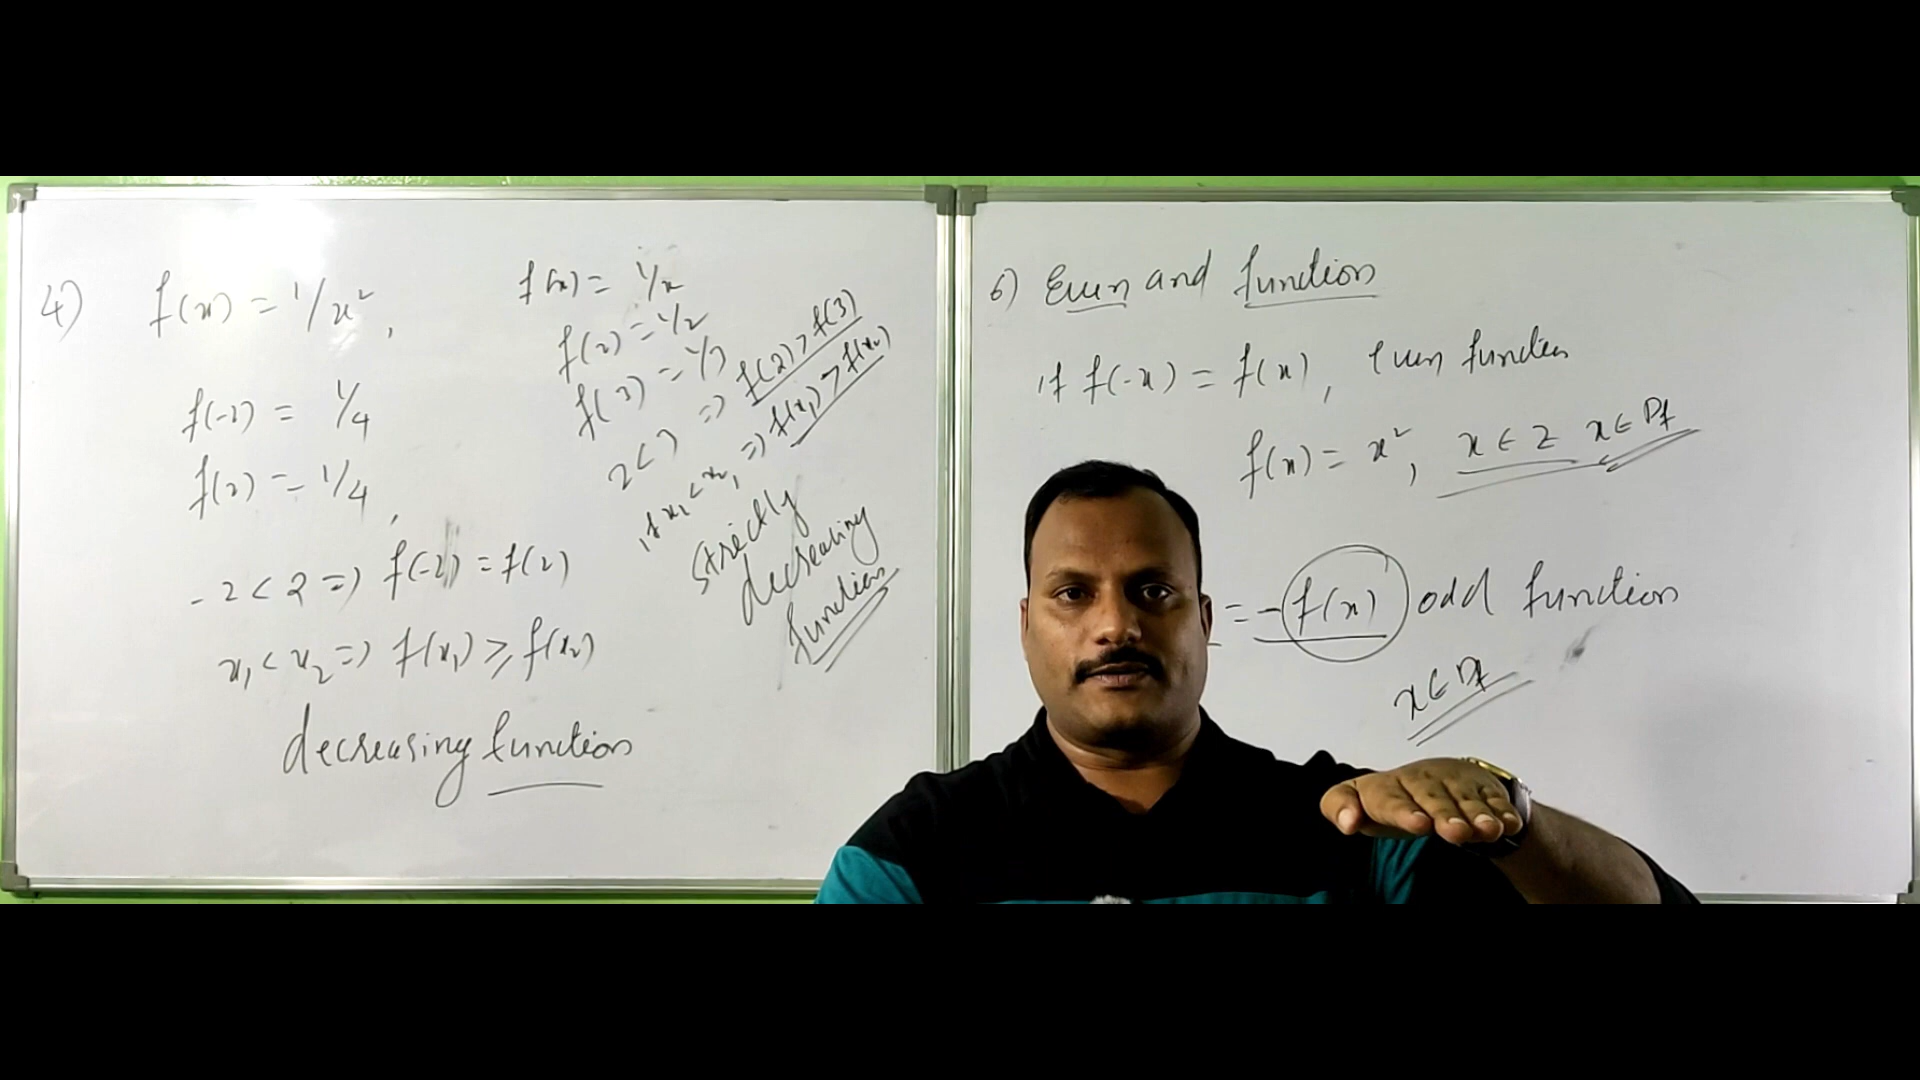 4) f(x) = 1/x²,
f(-2) = 1/4
f(2) = 1/4,
-2 < 2 => f(-2) = f(2)
x₁ < x₂ => f(x₁) ≥ f(x₂)
decreasing function
f(x) = 1/x
f(2) = 1/2
f(3) = 1/3
2 < 3 => f(2) > f(3)
if x₁ < x₂, => f(x₁) > f(x₂)
strictly
decreasing
function
6) Even and function
if f(-x) = f(x), Even function
f(x) = x², x ∈ Z x ∈ Df
= -f(x) odd function
x ∈ Df